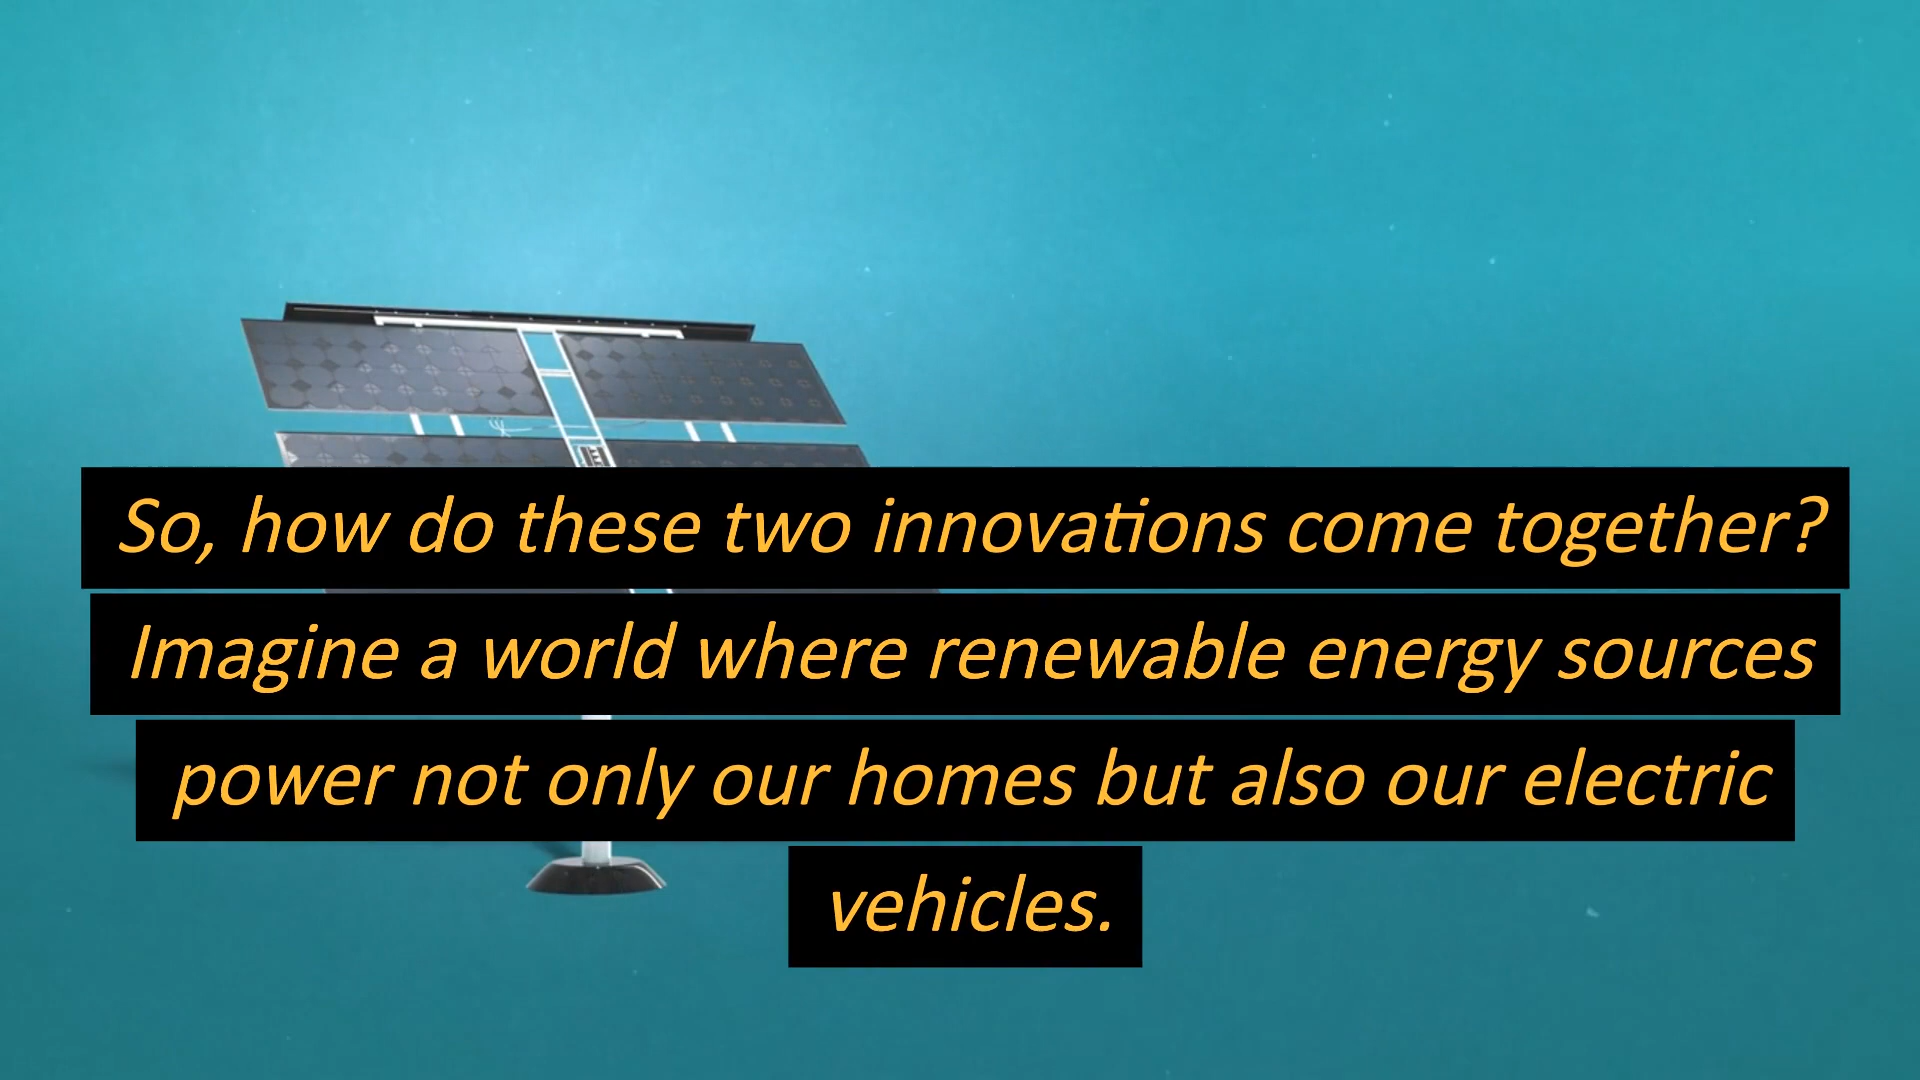 So, how do these two innovations come together?
Imagine a world where renewable energy sources
power not only our homes but also our electric
vehicles.